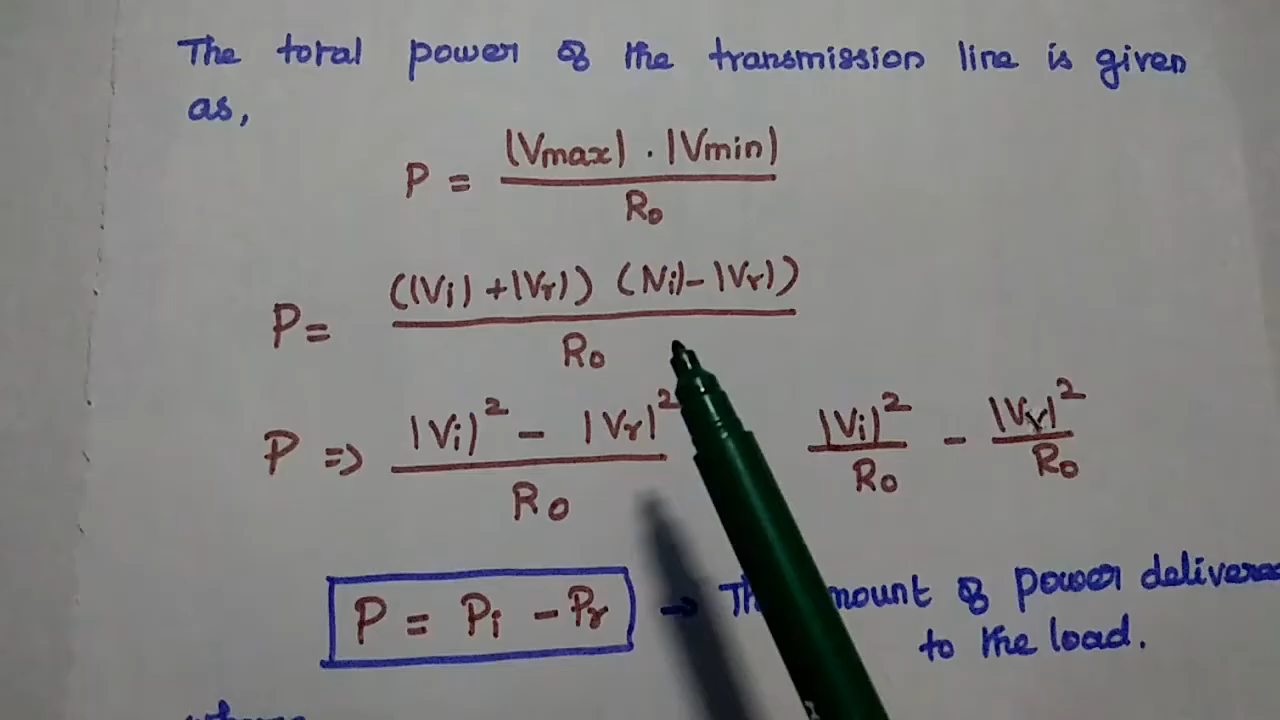 The total power of the transmission line is given
as,
P = |Vmax| . |Vmin| / R₀
P = (|Vi| + |Vr|) (|Vi| - |Vr|) / R₀
P => |Vi|² - |Vr|² / R₀ |Vi|² / R₀ - |Vr|² / R₀
P = Pi - Pr → mount of power delivered
to the load.